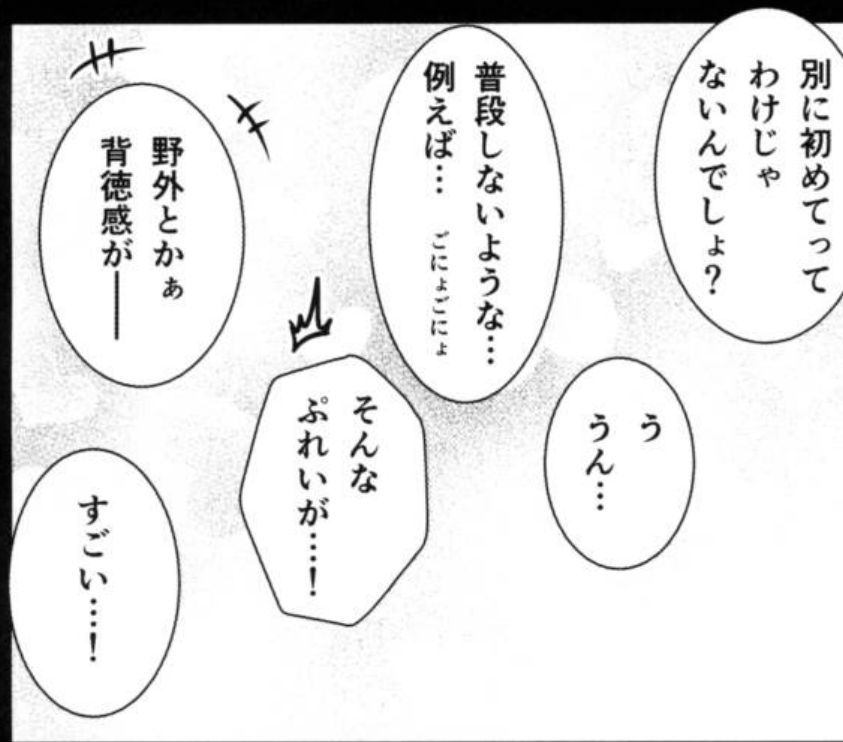 別に初めてって
わけじゃ
ないんでしょ?
う
うん…
普段しないような…
例えば…
ごにょごにょ
そんな
ぷれいが…!
野外とかぁ
背徳感が――
すごい…!